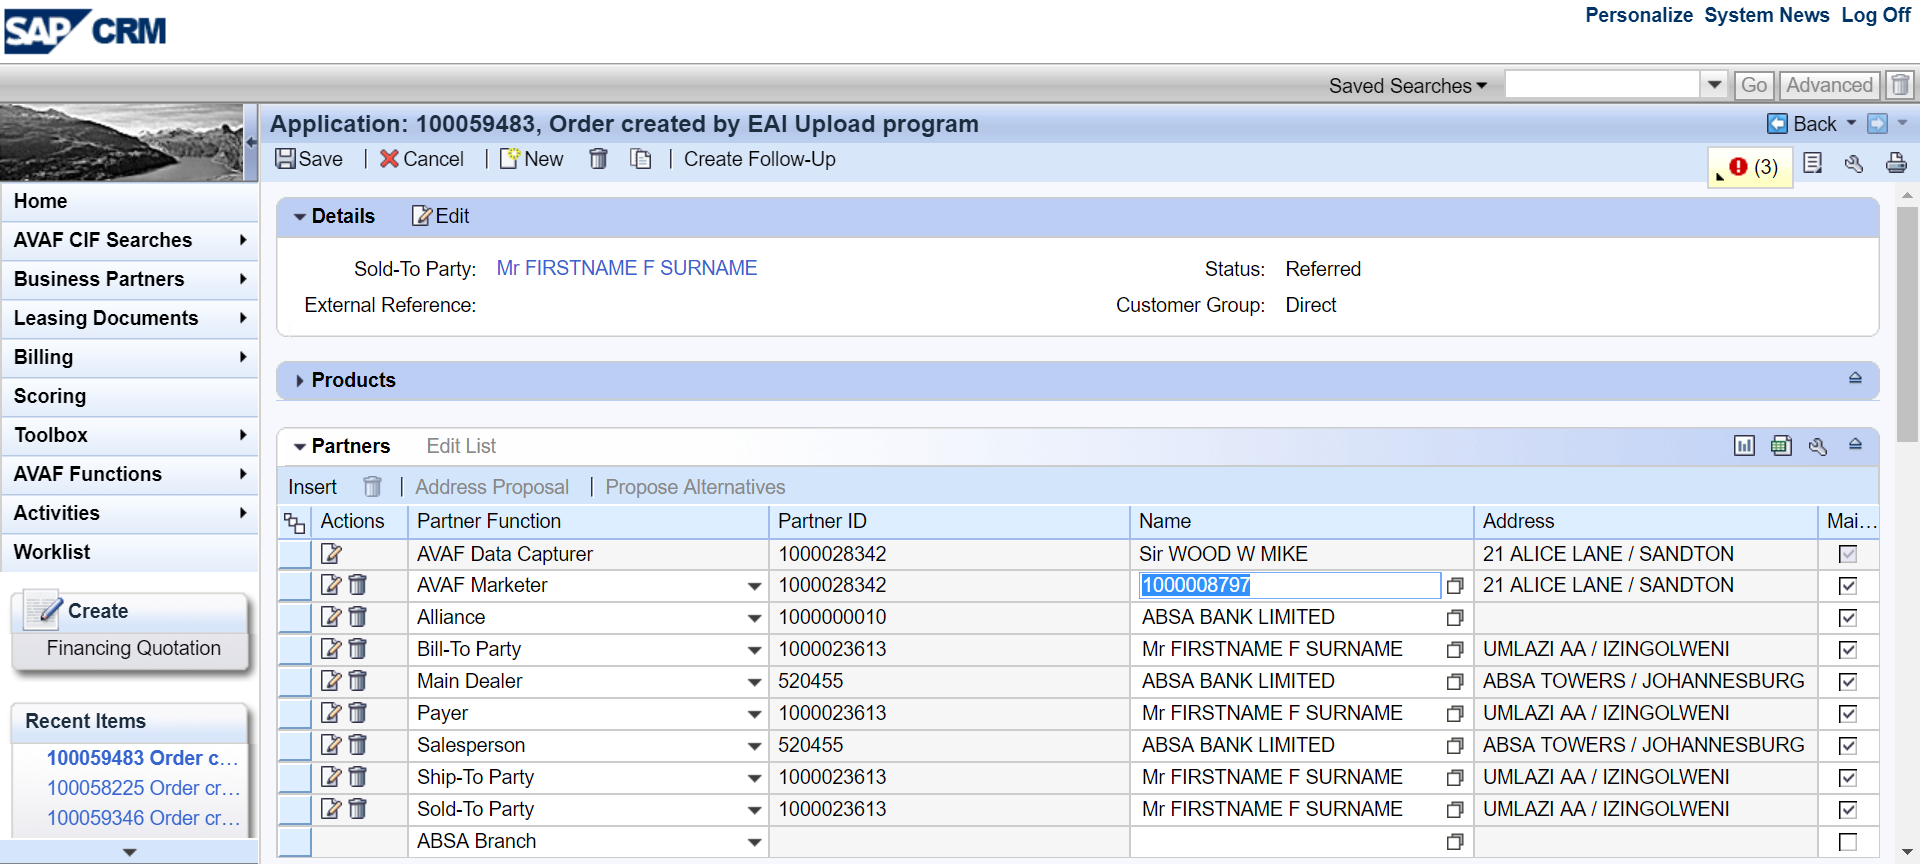 SAP CRM
Personalize System News Log Off
Saved Searches Go Advanced
Application: 100059483, Order created by EAI Upload program Back
Save | Cancel | New | Create Follow-Up (3)
Home
AVAF CIF Searches
Business Partners
Leasing Documents
Billing
Scoring
Toolbox
AVAF Functions
Activities
Worklist
Create
Financing Quotation
Recent Items
100059483 Order c...
100058225 Order cr...
100059346 Order cr...
Details Edit
Sold-To Party: Mr FIRSTNAME F SURNAME Status: Referred
External Reference: Customer Group: Direct
Products
Partners Edit List
Insert | Address Proposal | Propose Alternatives
Actions Partner Function Partner ID Name Address Mai...
AVAF Data Capturer 1000028342 Sir WOOD W MIKE 21 ALICE LANE / SANDTON
AVAF Marketer 1000028342 1000008797 21 ALICE LANE / SANDTON
Alliance 1000000010 ABSA BANK LIMITED
Bill-To Party 1000023613 Mr FIRSTNAME F SURNAME UMLAZI AA / IZINGOLWENI
Main Dealer 520455 ABSA BANK LIMITED ABSA TOWERS / JOHANNESBURG
Payer 1000023613 Mr FIRSTNAME F SURNAME UMLAZI AA / IZINGOLWENI
Salesperson 520455 ABSA BANK LIMITED ABSA TOWERS / JOHANNESBURG
Ship-To Party 1000023613 Mr FIRSTNAME F SURNAME UMLAZI AA / IZINGOLWENI
Sold-To Party 1000023613 Mr FIRSTNAME F SURNAME UMLAZI AA / IZINGOLWENI
ABSA Branch